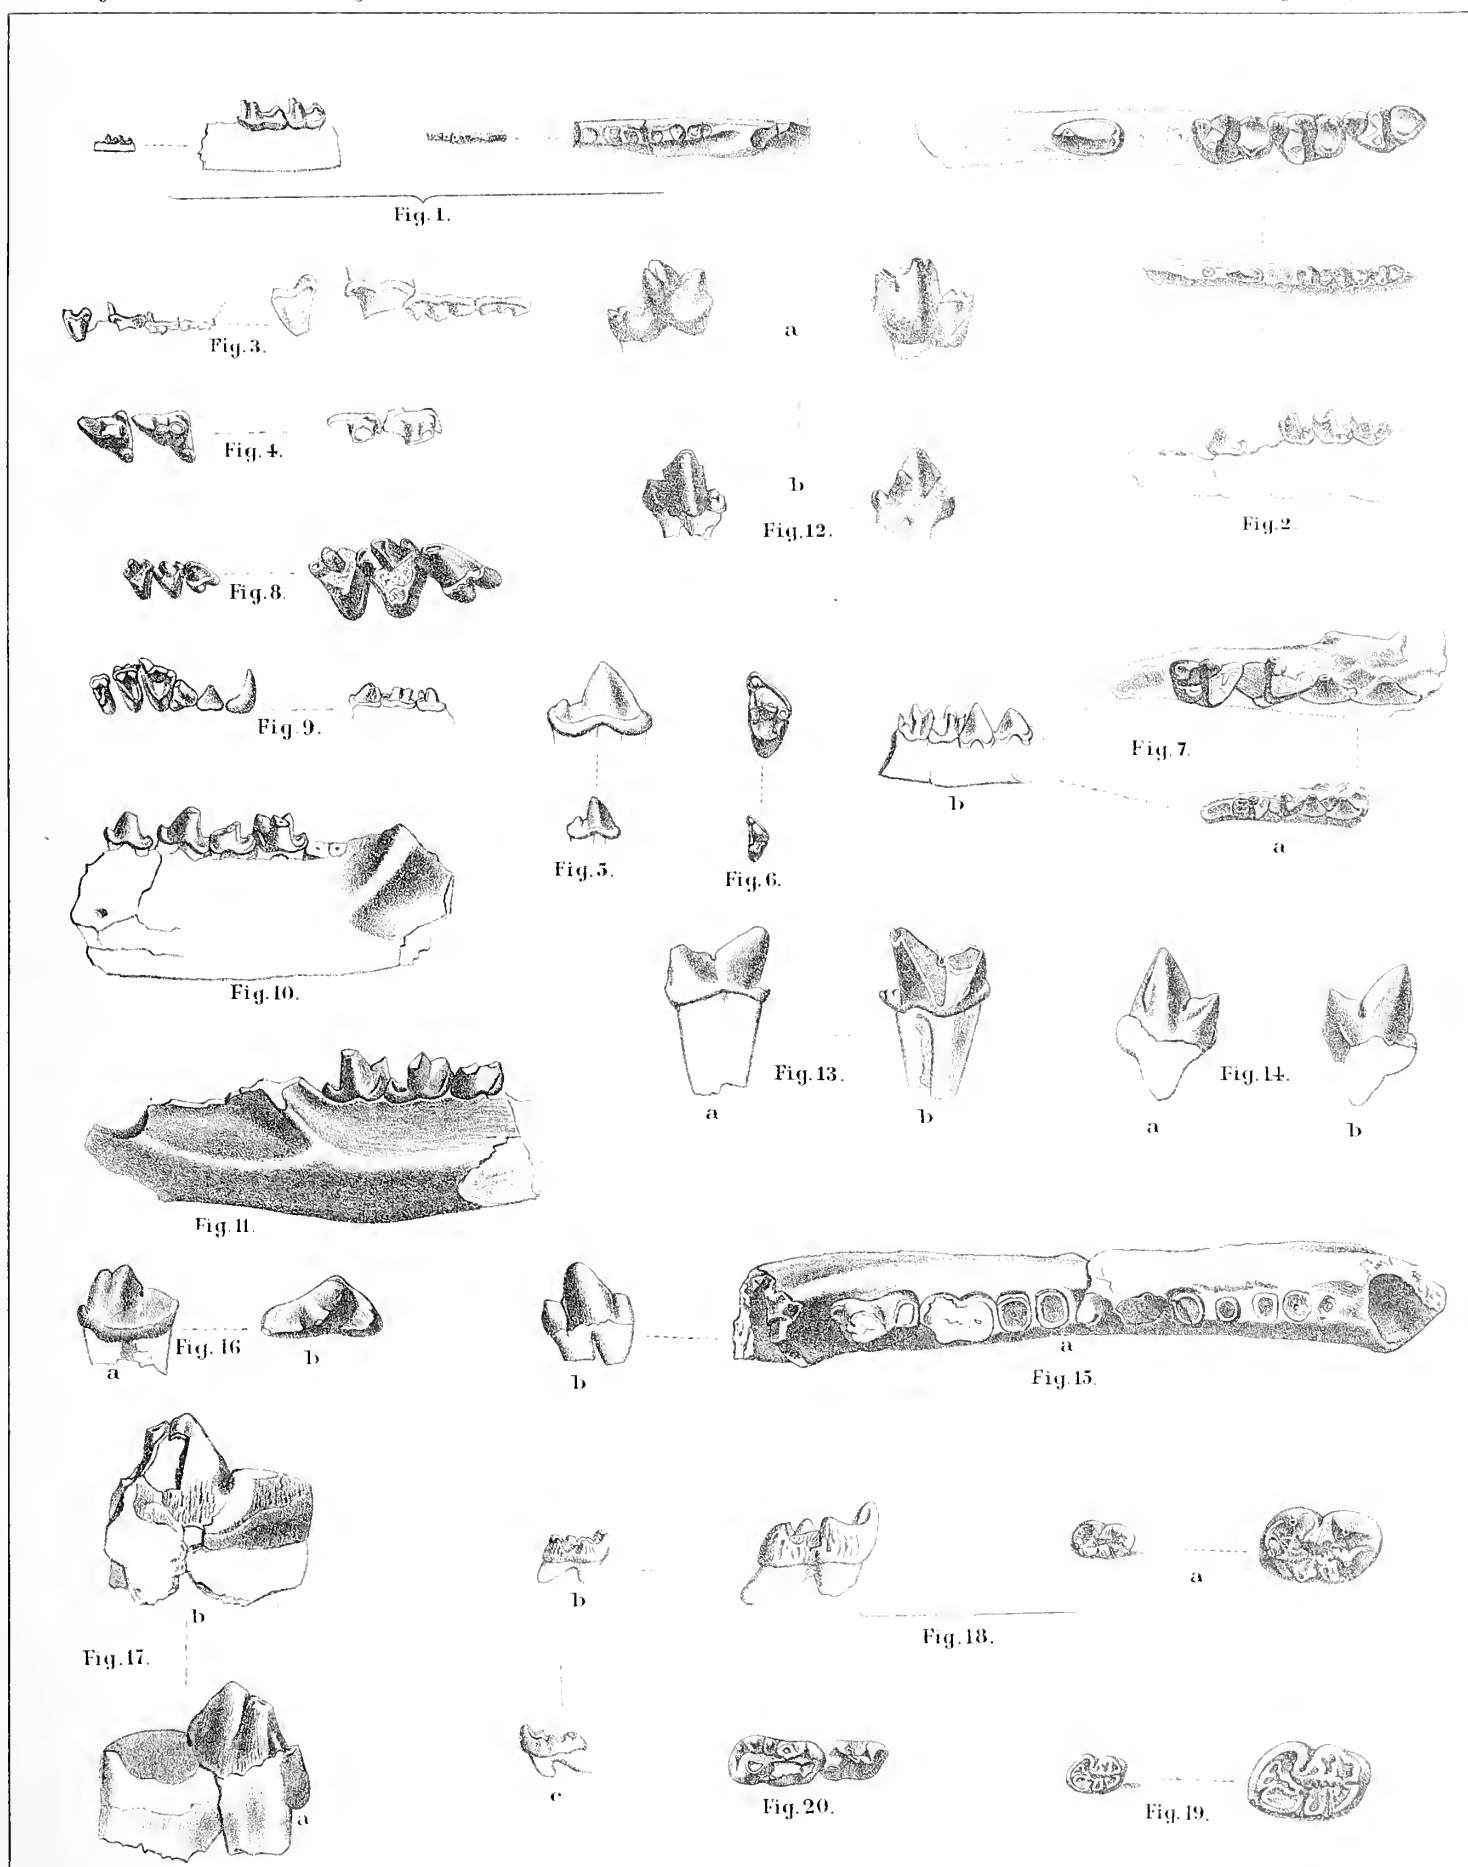 Fig. 1.
Fig. 3.
a
Fig. 4.
b
Fig. 12.
Fig. 2.
Fig. 8.
Fig. 9.
Fig. 7.
b
a
Fig. 5.
Fig. 6.
Fig. 10.
Fig. 13.
Fig. 14.
a
b
a
b
Fig. 11.
Fig. 16
a
b
b
a
Fig. 15.
b
Fig. 17.
a
b
a
Fig. 18.
c
Fig. 20.
Fig. 19.